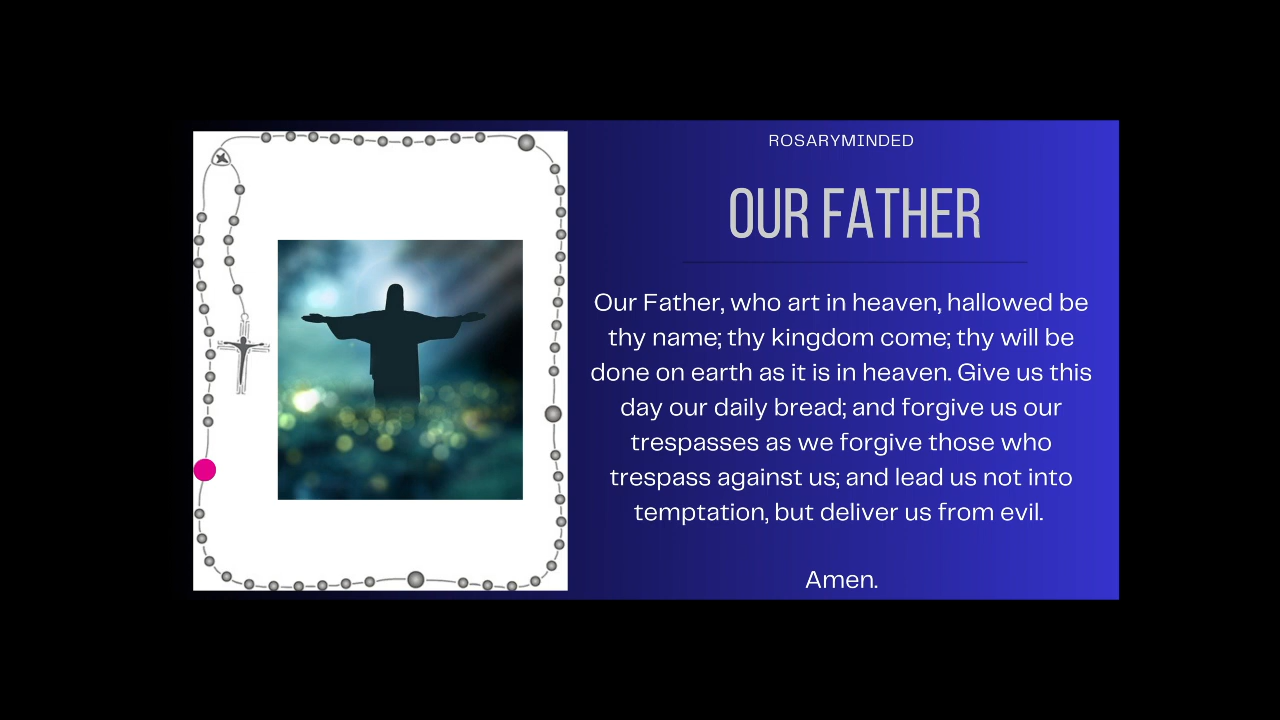 ROSARYMINDED
OUR FATHER
Our Father, who art in heaven, hallowed be
thy name; thy kingdom come; thy will be
done on earth as it is in heaven. Give us this
day our daily bread; and forgive us our
trespasses as we forgive those who
trespass against us; and lead us not into
temptation, but deliver us from evil.
Amen.